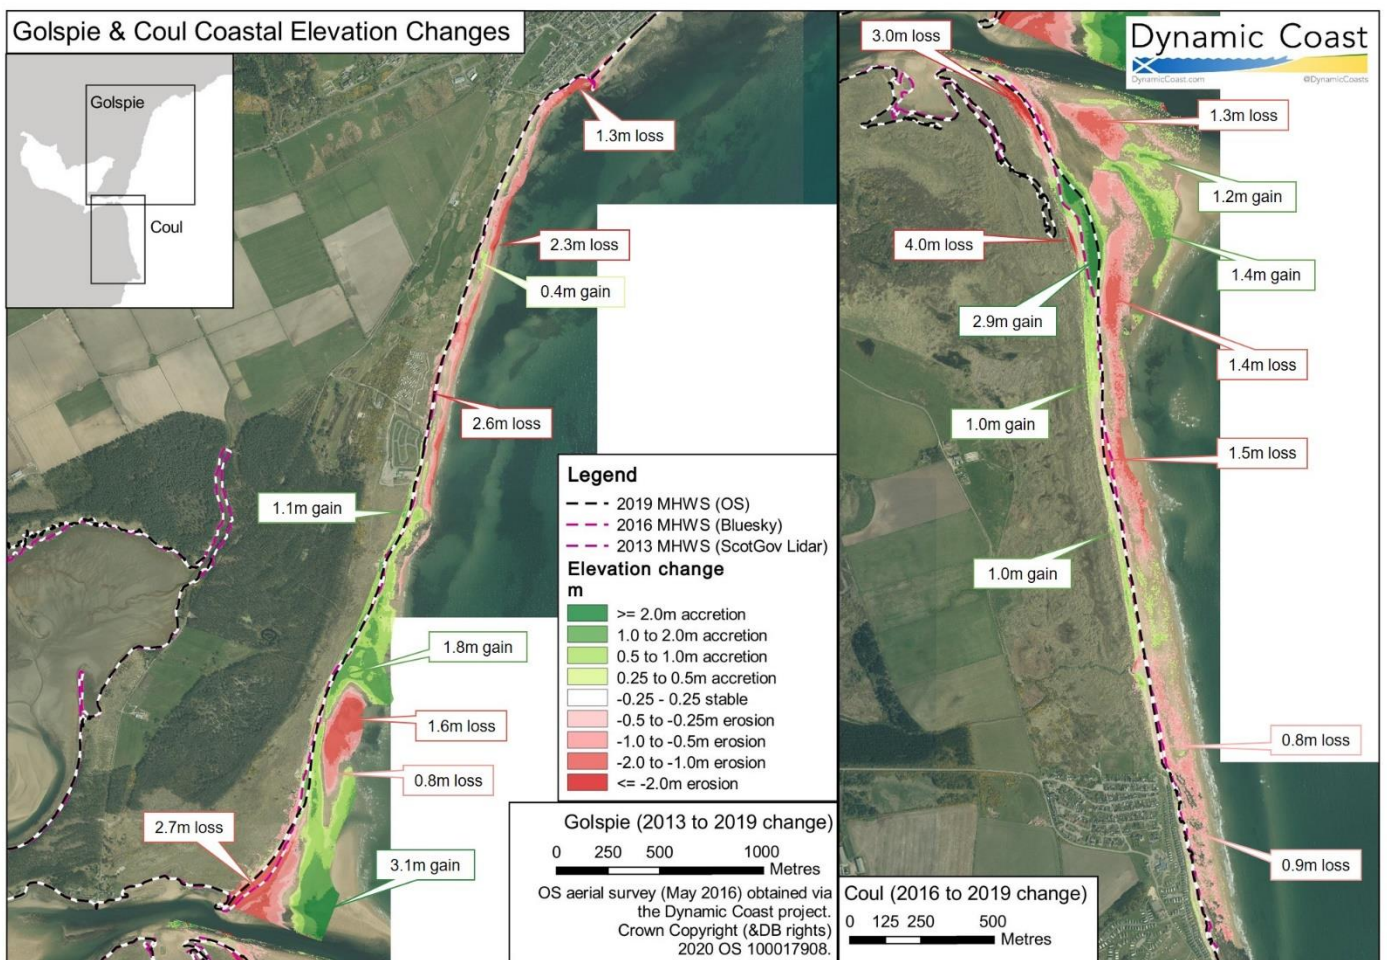 Golspie & Coul Coastal Elevation Changes
Golspie
Coul
1.3m loss
2.3m loss
0.4m gain
2.6m loss
1.1m gain
1.8m gain
1.6m loss
0.8m loss
2.7m loss
3.1m gain
Legend
2019 MHWS (OS)
2016 MHWS (Bluesky)
2013 MHWS (ScotGov Lidar)
Elevation change
m
>= 2.0m accretion
1.0 to 2.0m accretion
0.5 to 1.0m accretion
0.25 to 0.5m accretion
-0.25 - 0.25 stable
-0.5 to -0.25m erosion
-1.0 to -0.5m erosion
-2.0 to -1.0m erosion
<= -2.0m erosion
Golspie (2013 to 2019 change)
0 250 500 1000
Metres
OS aerial survey (May 2016) obtained via
the Dynamic Coast project.
Crown Copyright (&DB rights)
2020 OS 100017908.
Dynamic Coast
DynamicCoast.com @DynamicCoasts
3.0m loss
1.3m loss
1.2m gain
4.0m loss
1.4m gain
2.9m gain
1.4m loss
1.0m gain
1.5m loss
1.0m gain
0.8m loss
0.9m loss
Coul (2016 to 2019 change)
0 125 250 500
Metres